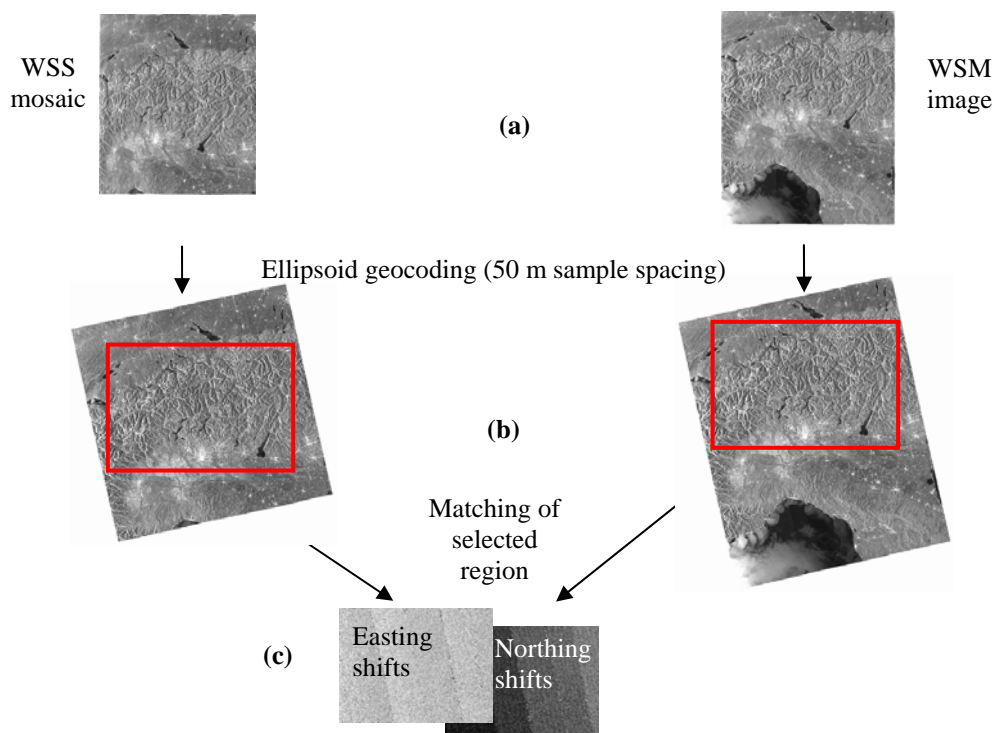 WSS
mosaic
WSM
image
(a)
Ellipsoid geocoding (50 m sample spacing)
(b)
Matching of
selected
region
(c)
Easting
shifts
Northing
shifts